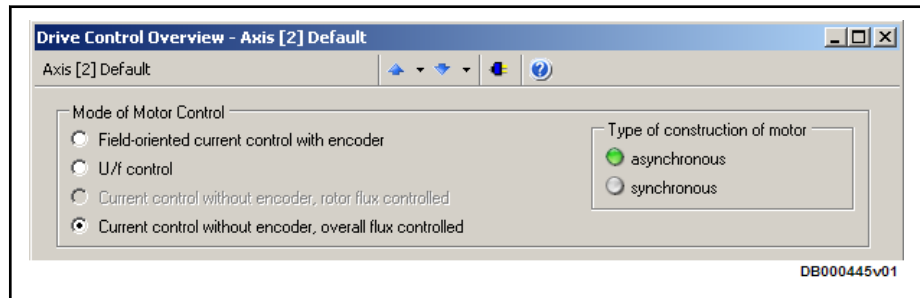 Drive Control Overview - Axis [2] Default
Axis [2] Default
Mode of Motor Control
Field-oriented current control with encoder
U/f control
Current control without encoder, rotor flux controlled
Current control without encoder, overall flux controlled
Type of construction of motor
asynchronous
synchronous
DB000445v01